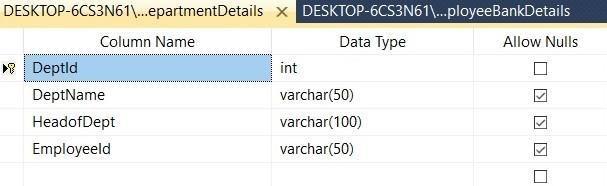 DESKTOP-6CS3N61\...epartmentDetails DESKTOP-6CS3N61\...ployeeBankDetails
Column Name Data Type Allow Nulls
DeptId int
DeptName varchar(50)
HeadofDept varchar(100)
EmployeeId varchar(50)